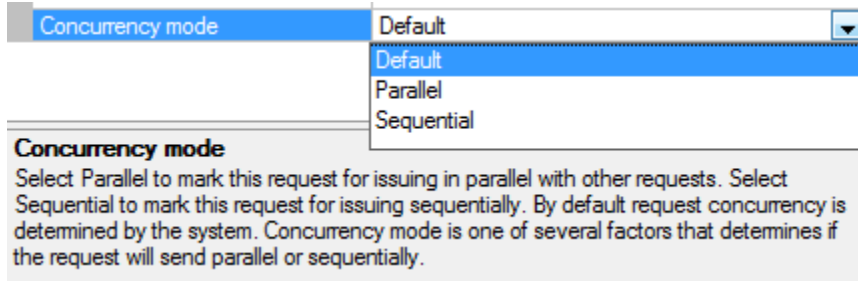 Concurrency mode Default
Default
Parallel
Sequential
Concurrency mode
Select Parallel to mark this request for issuing in parallel with other requests. Select
Sequential to mark this request for issuing sequentially. By default request concurrency is
determined by the system. Concurrency mode is one of several factors that determines if
the request will send parallel or sequentially.